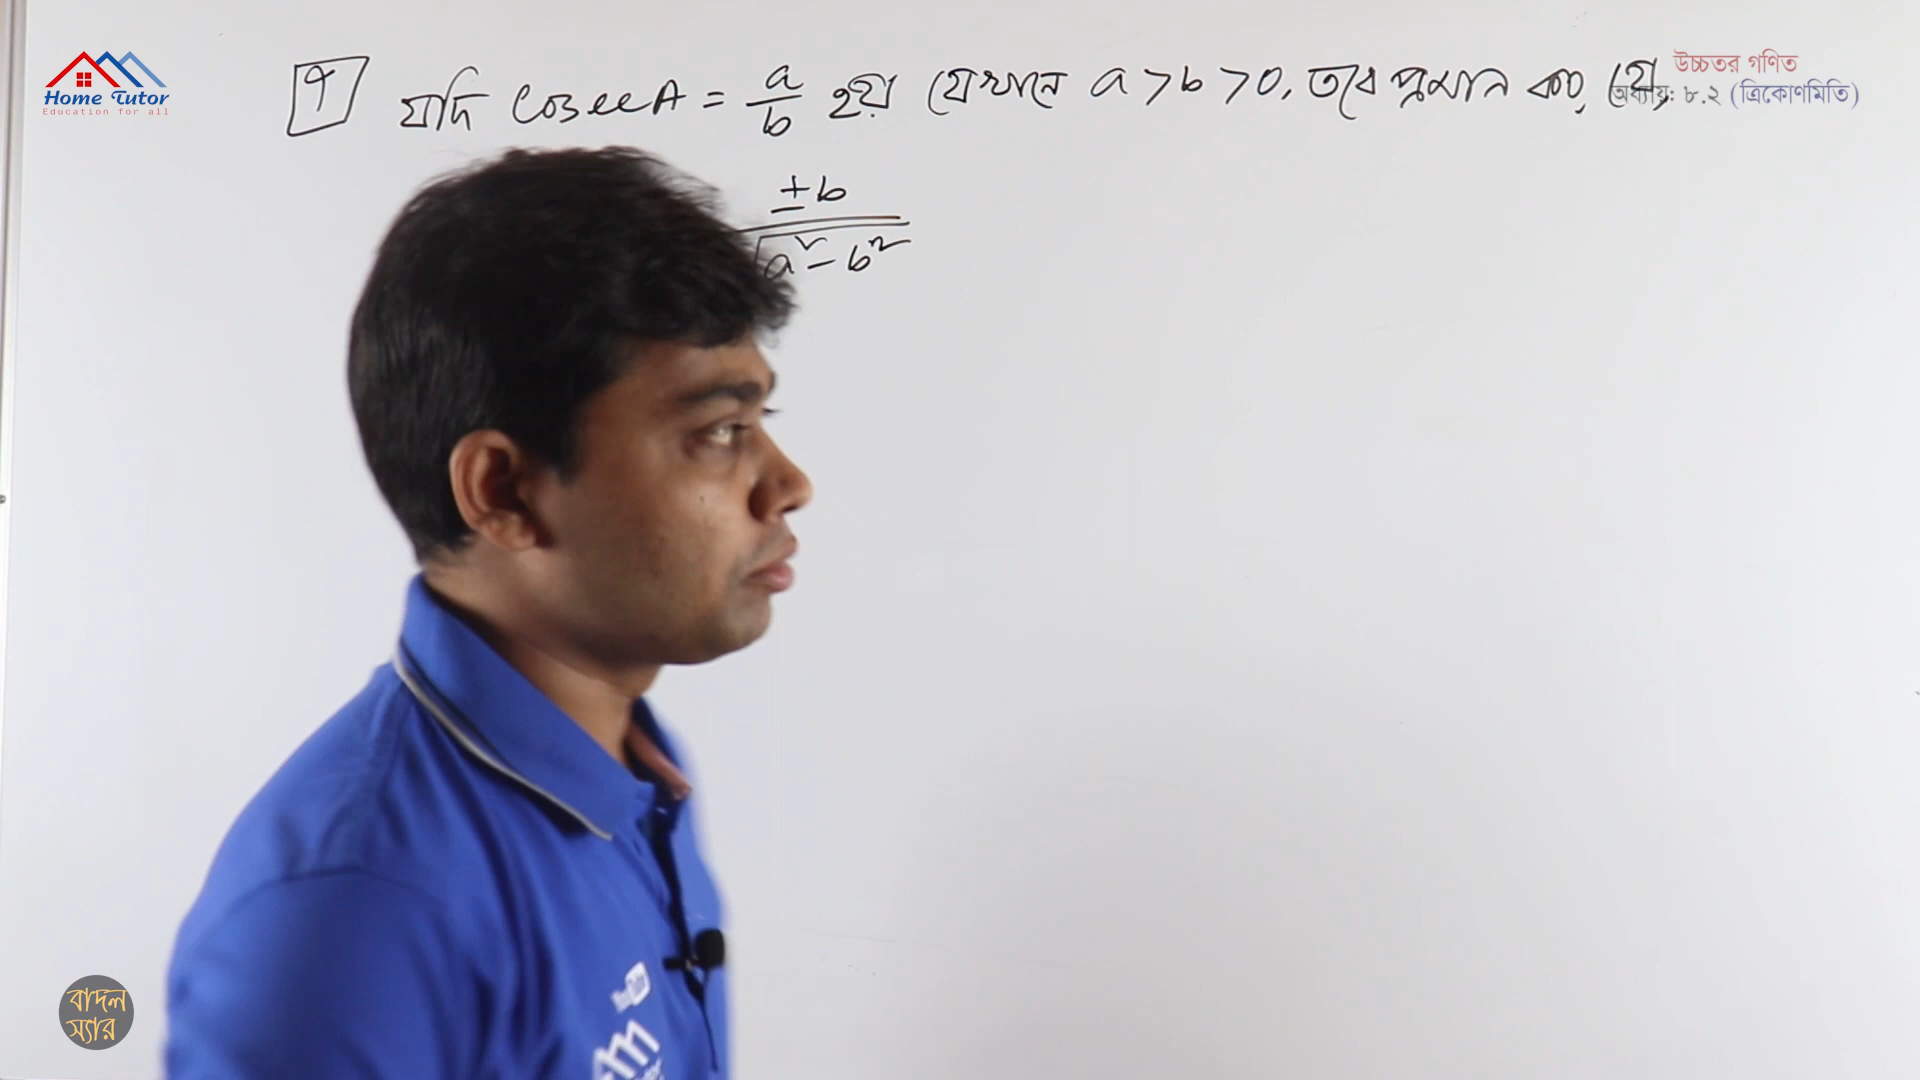 Home Tutor
Education for all
৭ যদি cosecA = a/b হয় যেখানে a > b > 0, তবে প্রমান কর, যে,
উচ্চতর গণিত
অধ্যায়: ৮.২ (ত্রিকোণমিতি)
±b
√a²-b²
বাদল
স্যার